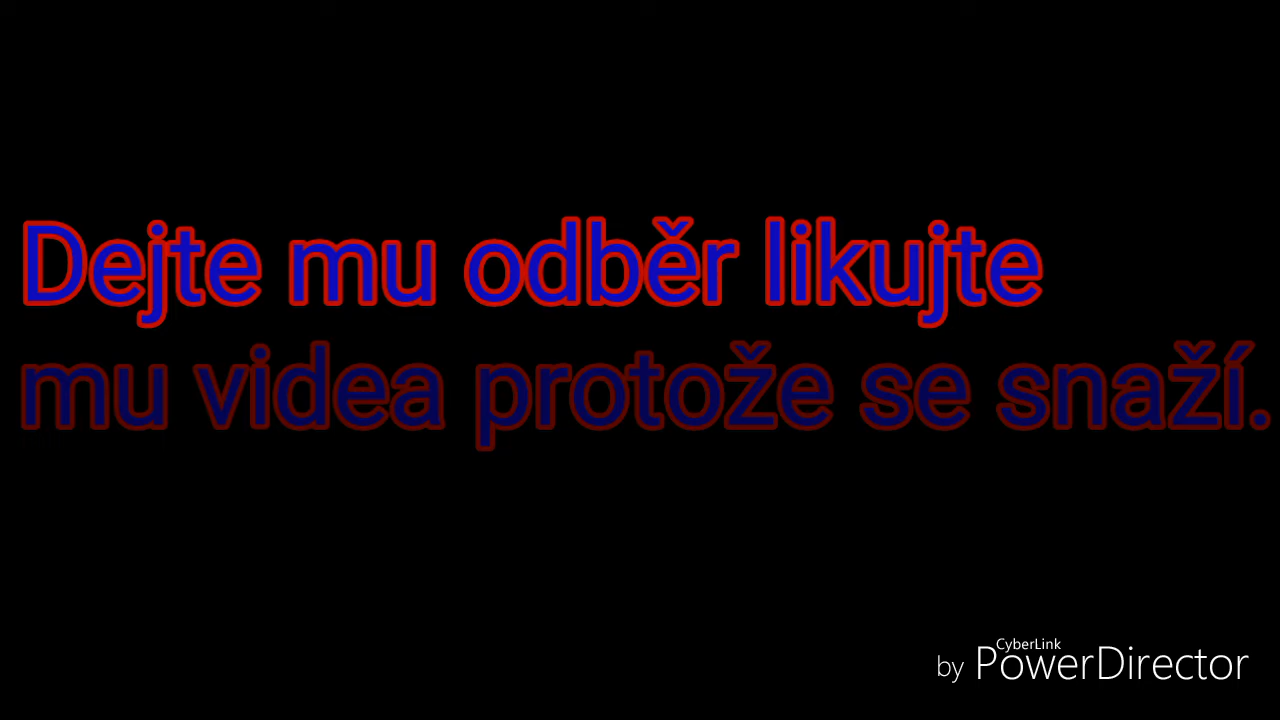 Dejte mu odběr likujte
mu videa protože se snaží.
CyberLink
by PowerDirector